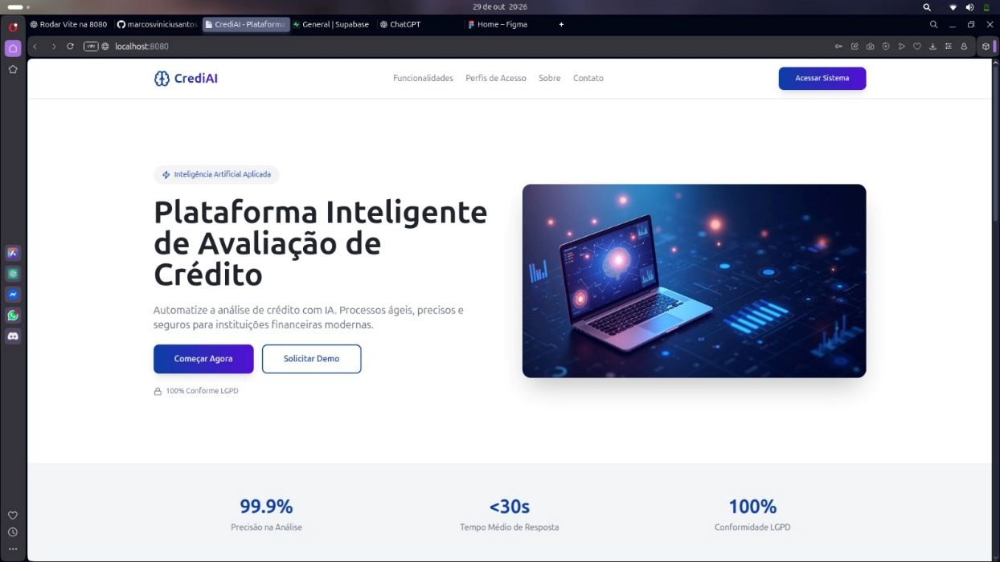 29 de out 20:26
Rodar Vite na 8080
marcosviniciusantos
CrediAI - Plataforma
General | Supabase
ChatGPT
Home – Figma
VPN
localhost:8080
CrediAI
Funcionalidades
Perfis de Acesso
Sobre
Contato
Acessar Sistema
Inteligência Artificial Aplicada
Plataforma Inteligente
de Avaliação de
Crédito
Automatize a análise de crédito com IA. Processos ágeis, precisos e
seguros para instituições financeiras modernas.
Começar Agora
Solicitar Demo
100% Conforme LGPD
99.9%
Precisão na Análise
<30s
Tempo Médio de Resposta
100%
Conformidade LGPD